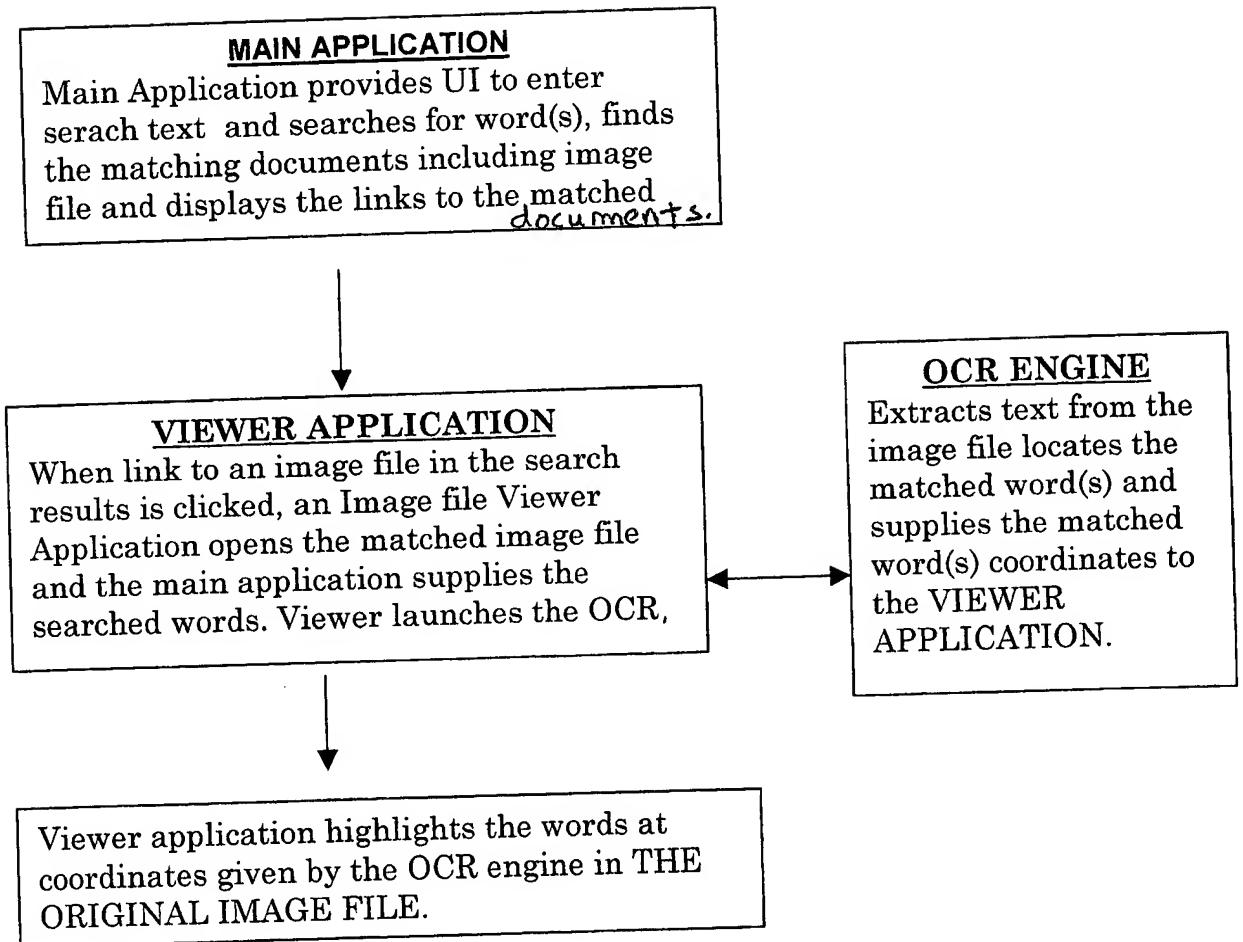 MAIN APPLICATION
Main Application provides UI to enter
serach text and searches for word(s), finds
the matching documents including image
file and displays the links to the matched
documents.
VIEWER APPLICATION
When link to an image file in the search
results is clicked, an Image file Viewer
Application opens the matched image file
and the main application supplies the
searched words. Viewer launches the OCR,
OCR ENGINE
Extracts text from the
image file locates the
matched word(s) and
supplies the matched
word(s) coordinates to
the VIEWER
APPLICATION.
Viewer application highlights the words at
coordinates given by the OCR engine in THE
ORIGINAL IMAGE FILE.